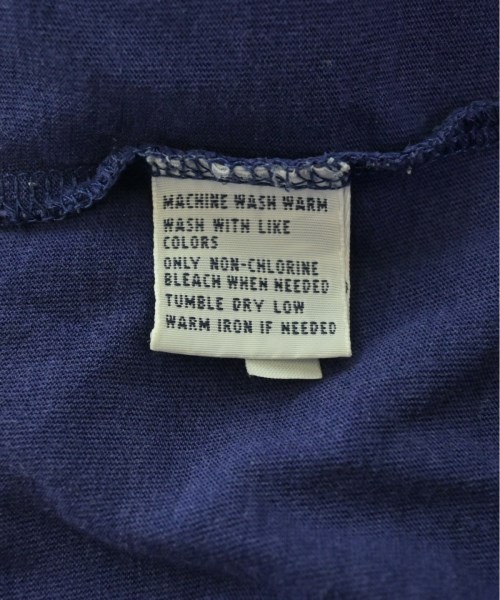 MACHINE WASH WARM
WASH WITH LIKE
COLORS
ONLY NON-CHLORINE
BLEACH WHEN NEEDED
TUMBLE DRY LOW
WARM IRON IF NEEDED